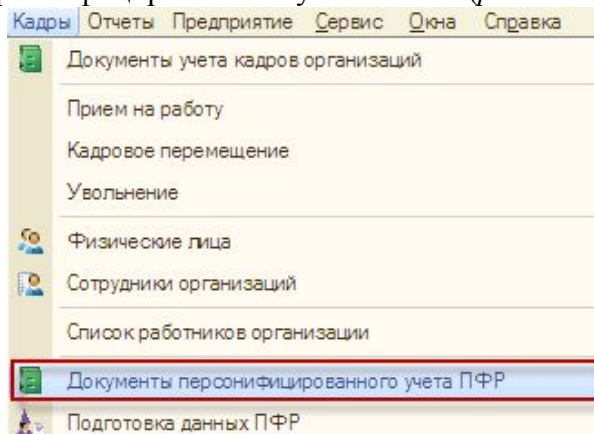 Кадры Отчеты Предприятие Сервис Окна Справка
Документы учета кадров организаций
Прием на работу
Кадровое перемещение
Увольнение
Физические лица
Сотрудники организаций
Список работников организации
Документы персонифицированного учета ПФР
Подготовка данных ПФР